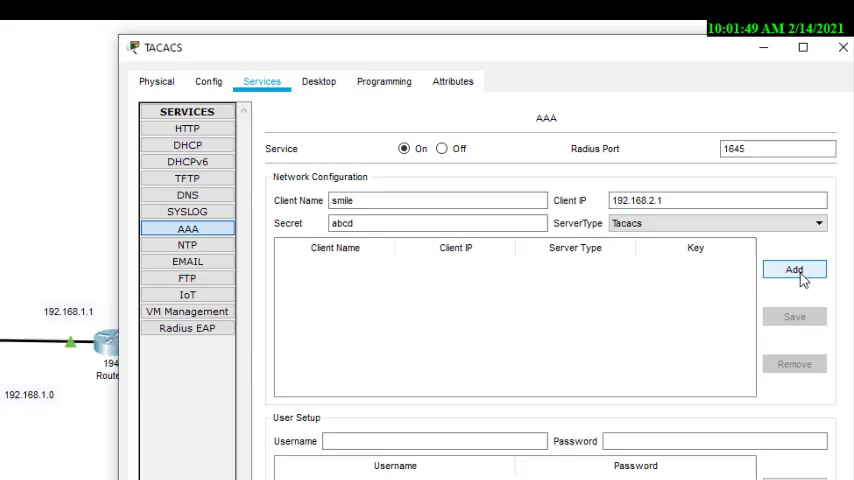 10:01:49 AM 2/14/2021
TACACS
Physical Config Services Desktop Programming Attributes
SERVICES
HTTP
DHCP
DHCPv6
TFTP
DNS
SYSLOG
AAA
NTP
EMAIL
FTP
IoT
VM Management
Radius EAP
AAA
Service On Off Radius Port 1645
Network Configuration
Client Name smile Client IP 192.168.2.1
Secret abcd ServerType Tacacs
Client Name Client IP Server Type Key
Add
Save
Remove
User Setup
Username Password
Username Password
192.168.1.1
194
Route
192.168.1.0